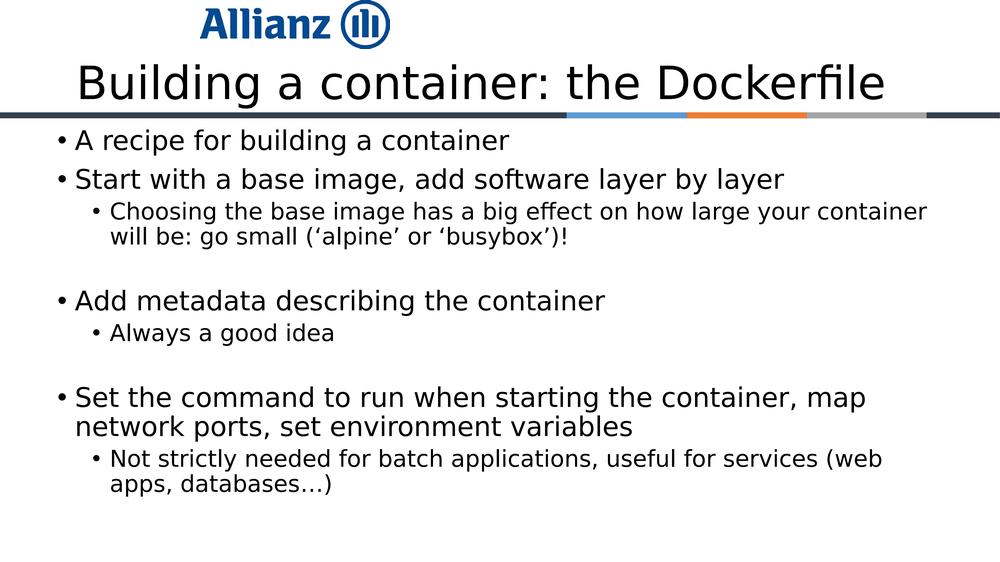 Allianz
Building a container: the Dockerfile
• A recipe for building a container
• Start with a base image, add software layer by layer
• Choosing the base image has a big effect on how large your container
will be: go small (‘alpine’ or ‘busybox’)!
• Add metadata describing the container
• Always a good idea
• Set the command to run when starting the container, map
network ports, set environment variables
• Not strictly needed for batch applications, useful for services (web
apps, databases…)